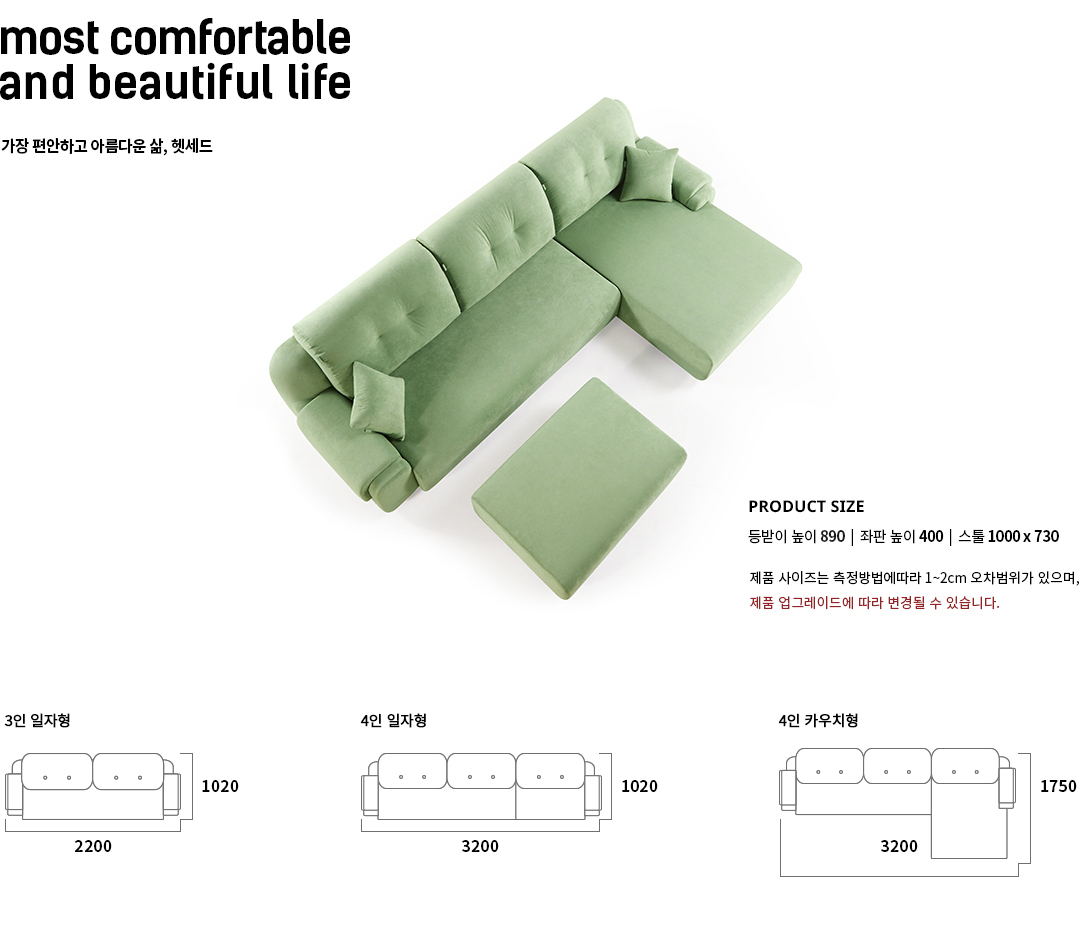 most comfortable
and beautiful life
가장 편안하고 아름다운 삶, 헷세드
PRODUCT SIZE
등받이 높이 890 | 좌판 높이 400 | 스툴 1000 x 730
제품 사이즈는 측정방법에따라 1~2cm 오차범위가 있으며,
제품 업그레이드에 따라 변경될 수 있습니다.
3인 일자형
1020
2200
4인 일자형
1020
3200
4인 카우치형
1750
3200